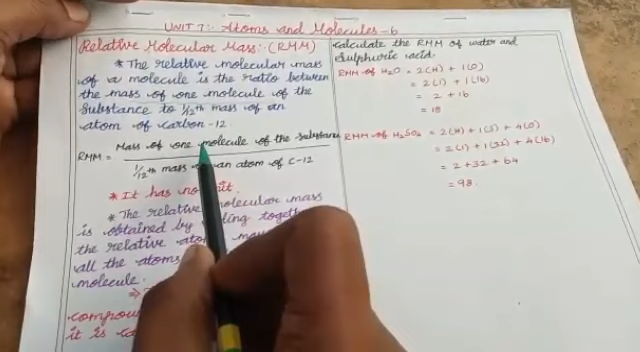 UNIT 7: Atoms and Molecules-6
Relative Molecular Mass: (RMM)
* The relative molecular mass
of a molecule is the ratio between
the mass of one molecule of the
substance to 1/12th mass of an
atom of carbon-12.
RMM = Mass of one molecule of the substance
1/12th mass of an atom of C-12
* It has no unit.
* The relative molecular mass
is obtained by together
the relative
all the atoms
molecule.
it is
calculate the RMM of water and
sulphuric acid.
RMM of H2O = 2(H) + 1(O)
= 2(1) + 1(16)
= 2 + 16
= 18
RMM of H2SO4 = 2(H) + 1(S) + 4(O)
= 2(1) + 1(32) + 4(16)
= 2 + 32 + 64
= 98.